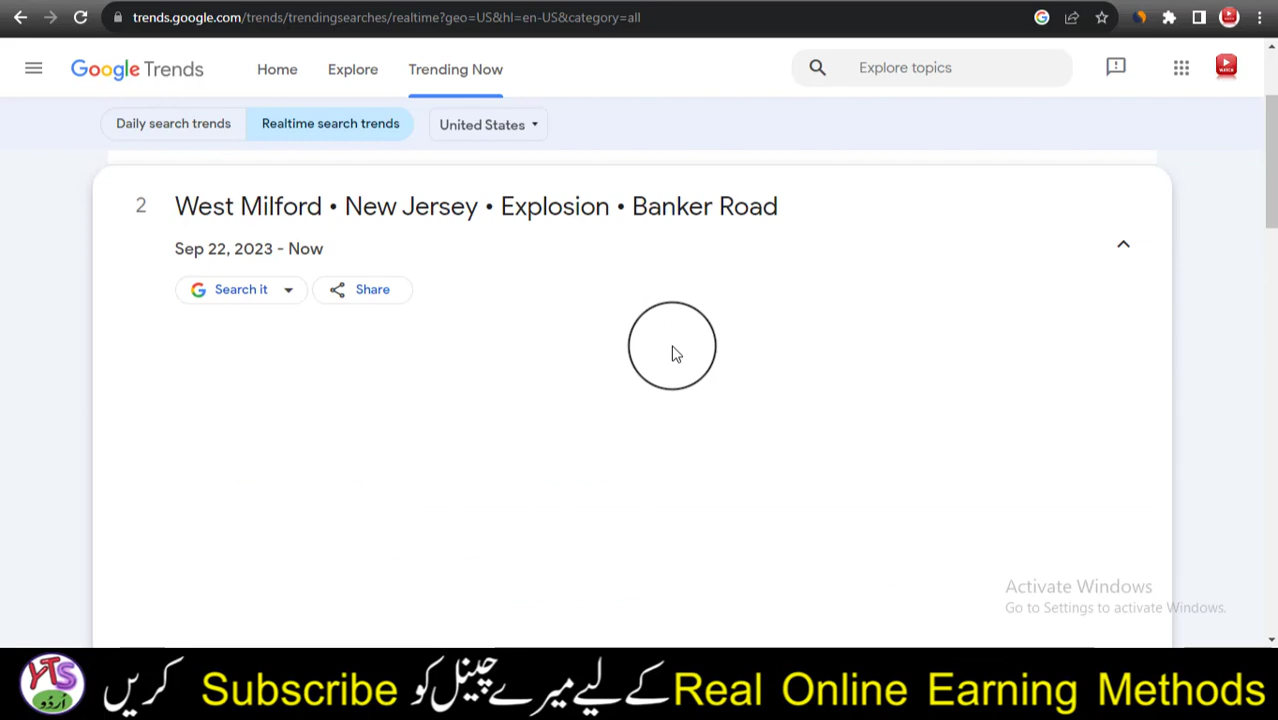 trends.google.com/trends/trendingsearches/realtime?geo=US&hl=en-US&category=all
Google Trends
Home
Explore
Trending Now
Explore topics
Daily search trends
Realtime search trends
United States
2
West Milford • New Jersey • Explosion • Banker Road
Sep 22, 2023 - Now
Search it
Share
Activate Windows
Go to Settings to activate Windows.
YTS
اردو
Real Online Earning Methods کے لیے میرے چینل کو Subscribe کریں